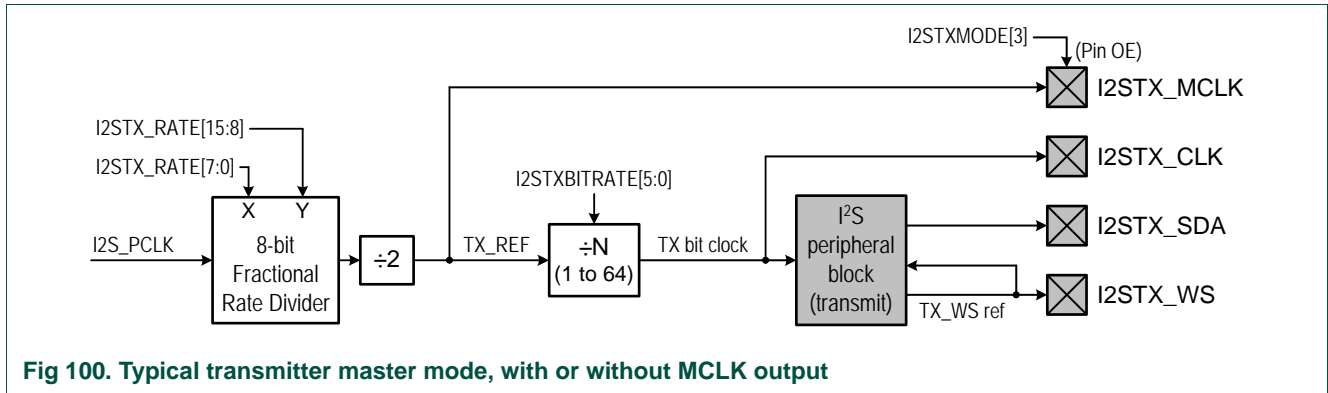 I2STXMODE[3]
(Pin OE)
I2STX_MCLK
I2STX_RATE[15:8]
I2STX_RATE[7:0]
I2STX_CLK
I2STXBITRATE[5:0]
X Y
8-bit
Fractional
Rate Divider
I2S_PCLK
÷2
TX_REF
÷N
(1 to 64)
TX bit clock
I²S
peripheral
block
(transmit)
I2STX_SDA
I2STX_WS
TX_WS ref
Fig 100. Typical transmitter master mode, with or without MCLK output